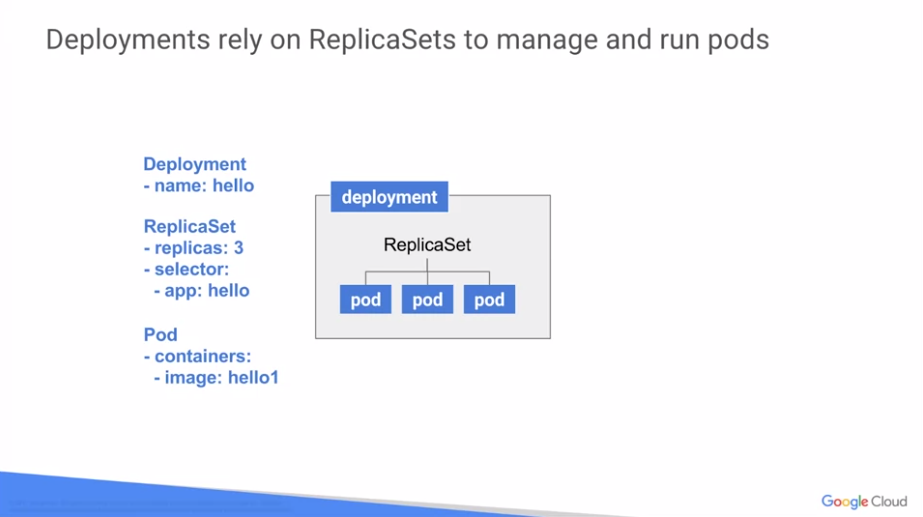 Deployments rely on ReplicaSets to manage and run pods
Deployment
- name: hello
ReplicaSet
- replicas: 3
- selector:
- app: hello
Pod
- containers:
- image: hello1
deployment
ReplicaSet
pod pod pod
Google Cloud